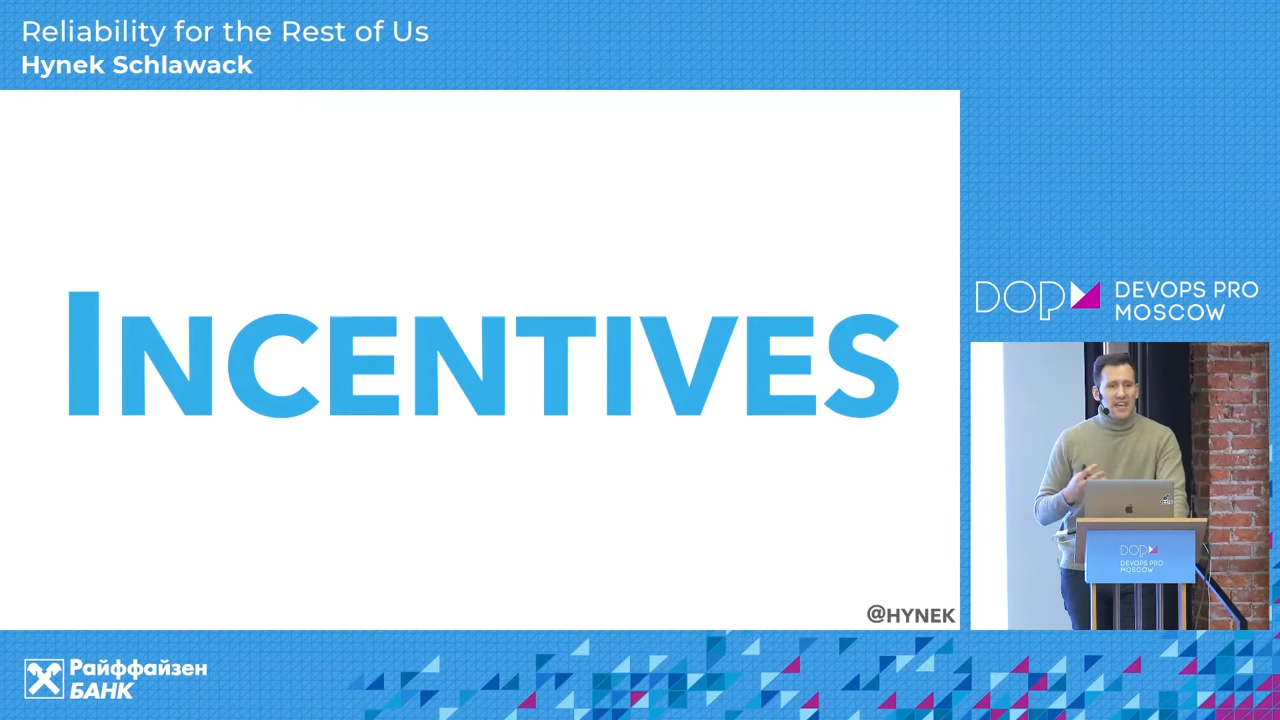 Reliability for the Rest of Us
Hynek Schlawack
INCENTIVES
@HYNEK
DOP
DEVOPS PRO
MOSCOW
DOP
DEVOPS PRO
MOSCOW
Райффайзен
БАНК